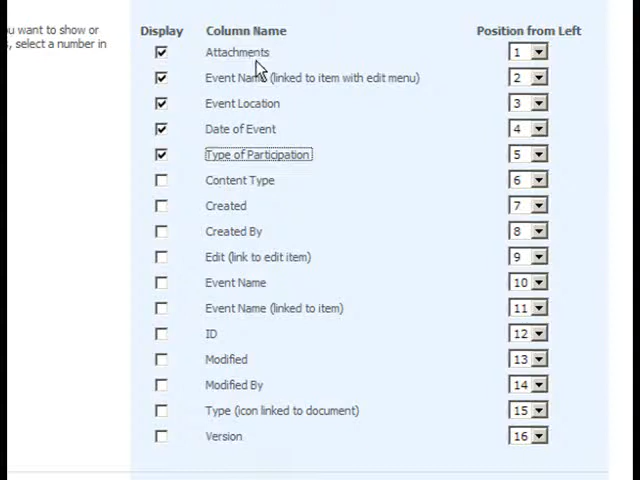 u want to show or
, select a number in
Display Column Name Position from Left
Attachments 1
Event Name (linked to item with edit menu) 2
Event Location 3
Date of Event 4
Type of Participation 5
Content Type 6
Created 7
Created By 8
Edit (link to edit item) 9
Event Name 10
Event Name (linked to item) 11
ID 12
Modified 13
Modified By 14
Type (icon linked to document) 15
Version 16